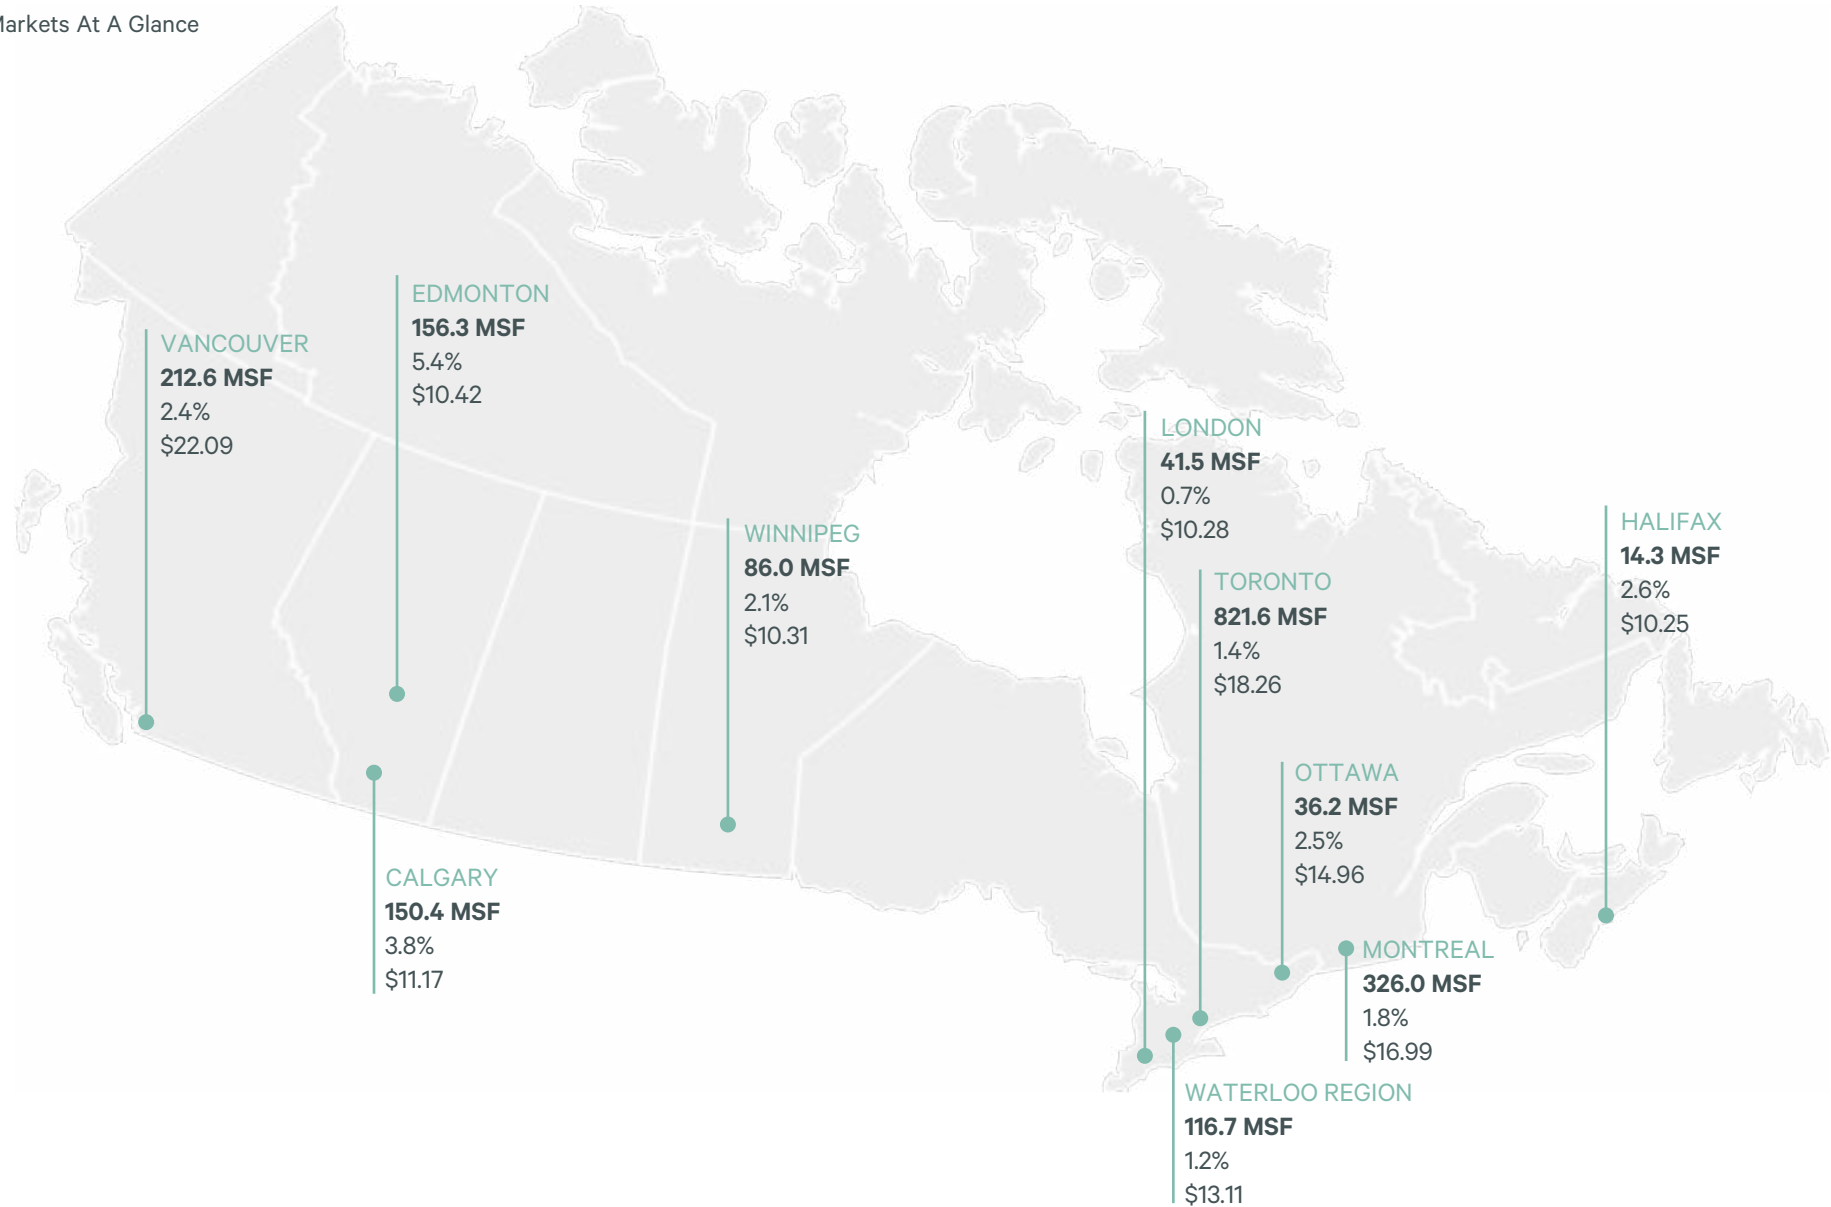 Markets At A Glance
EDMONTON
156.3 MSF
5.4%
$10.42
VANCOUVER
212.6 MSF
2.4%
$22.09
LONDON
41.5 MSF
0.7%
$10.28
WINNIPEG
86.0 MSF
2.1%
$10.31
HALIFAX
14.3 MSF
2.6%
$10.25
TORONTO
821.6 MSF
1.4%
$18.26
OTTAWA
36.2 MSF
2.5%
$14.96
CALGARY
150.4 MSF
3.8%
$11.17
MONTREAL
326.0 MSF
1.8%
$16.99
WATERLOO REGION
116.7 MSF
1.2%
$13.11